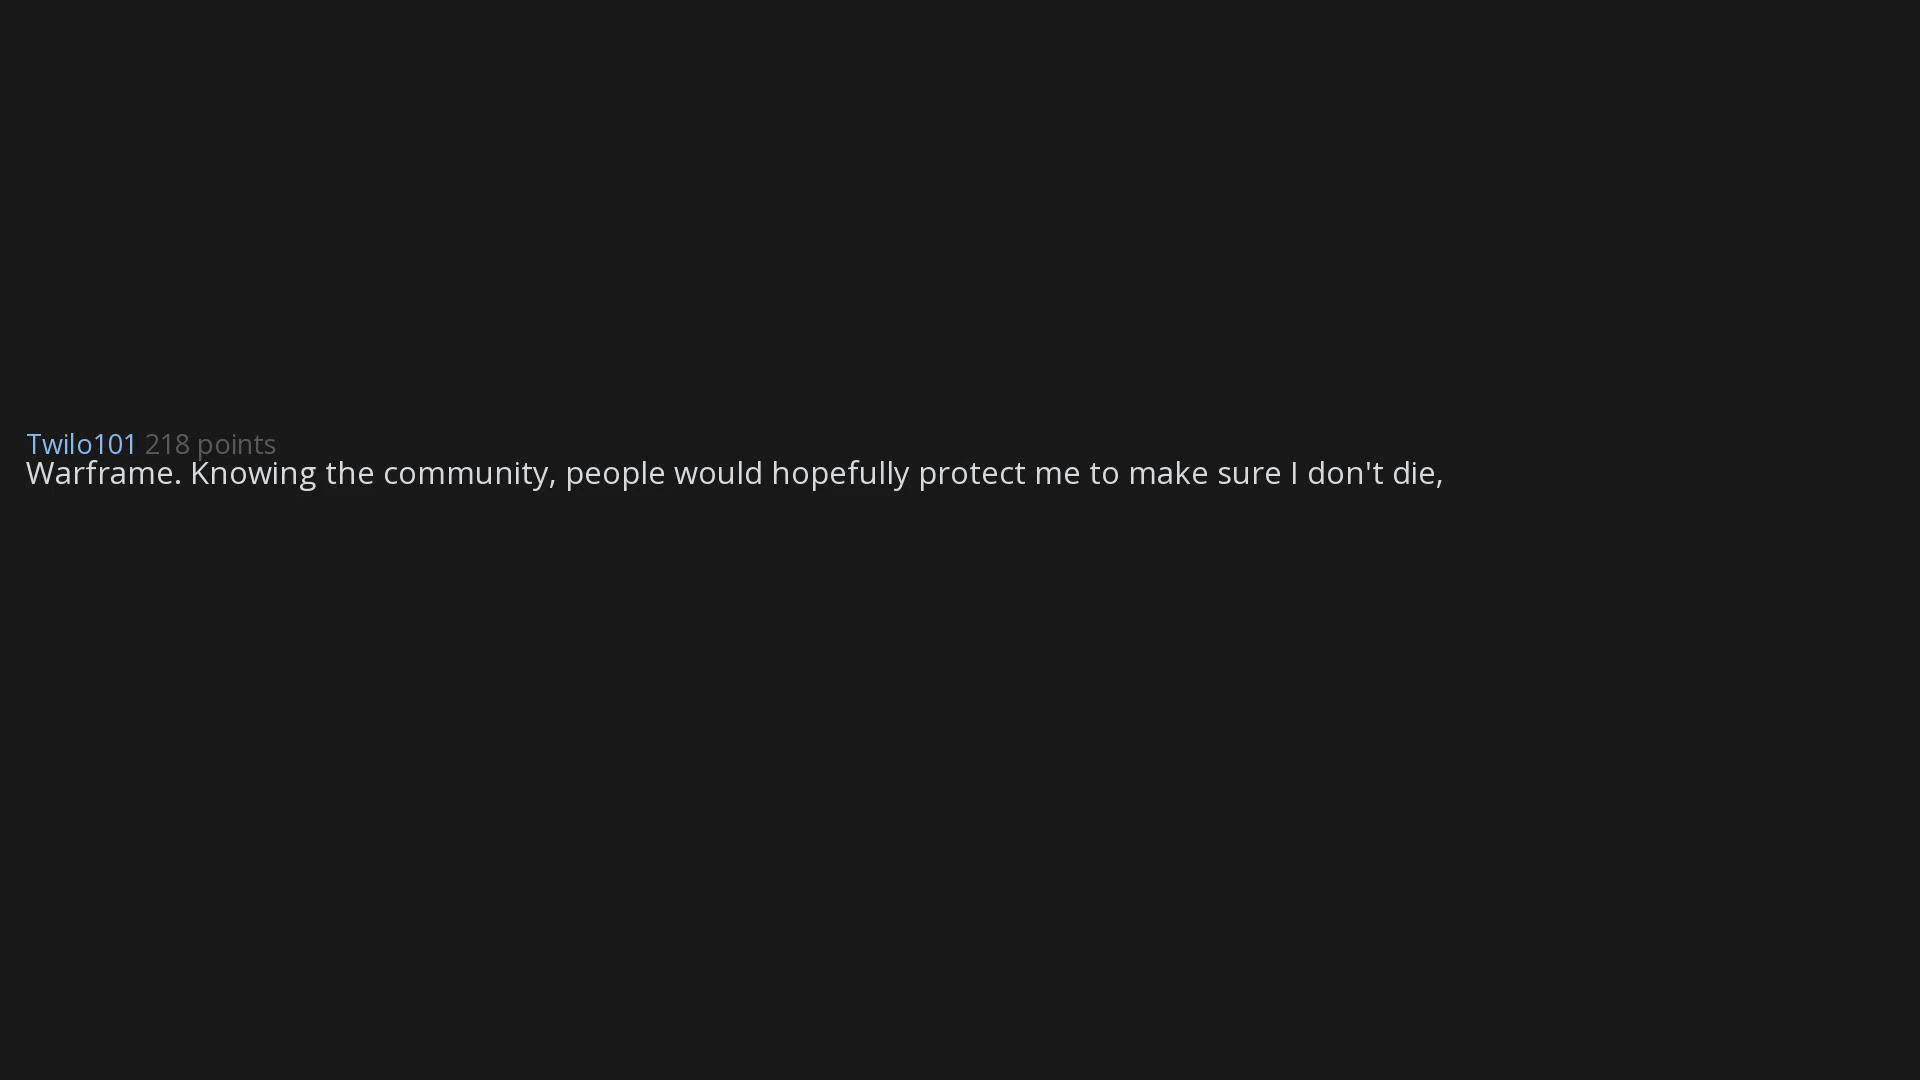 Twilo101 218 points
Warframe. Knowing the community, people would hopefully protect me to make sure I don't die,